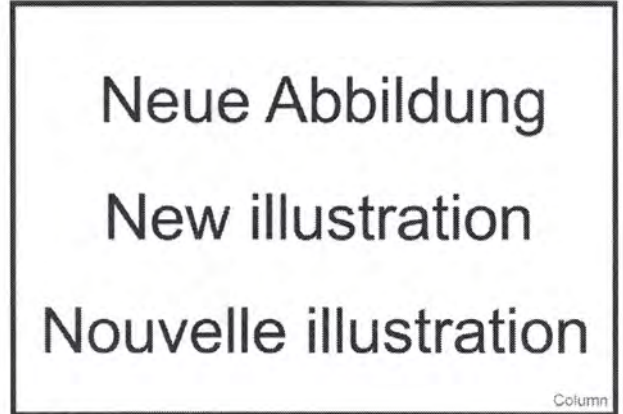 Neue Abbildung
New illustration
Nouvelle illustration
Column